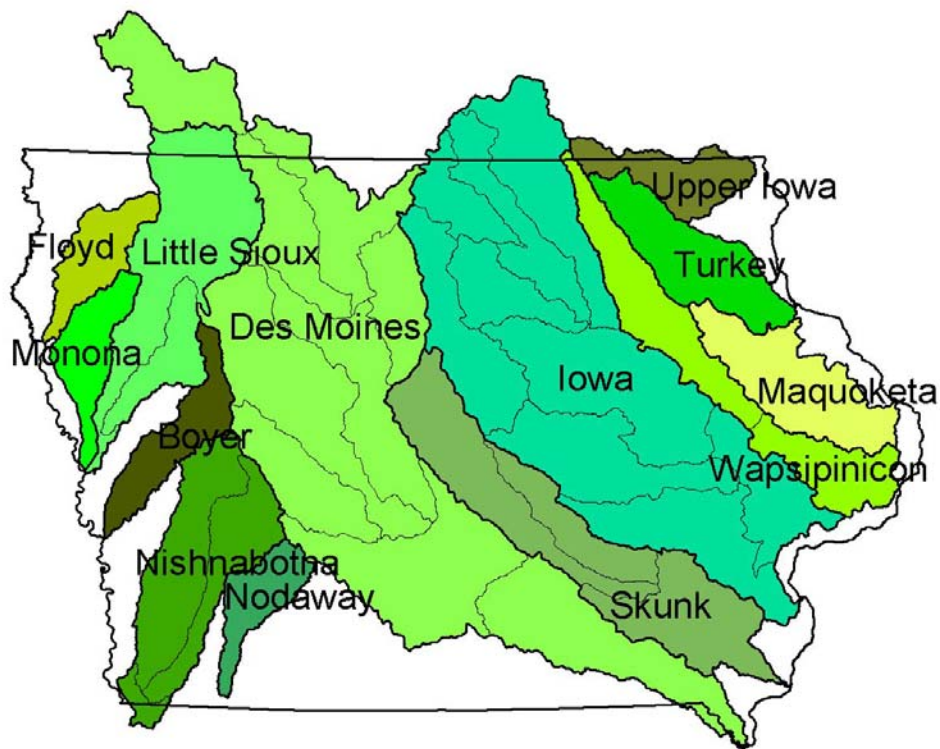 Upper Iowa
Floyd
Little Sioux
Turkey
Des Moines
Monona
Iowa
Maquoketa
Boyer
Wapsipinicon
Nishnabotna
Nodaway
Skunk